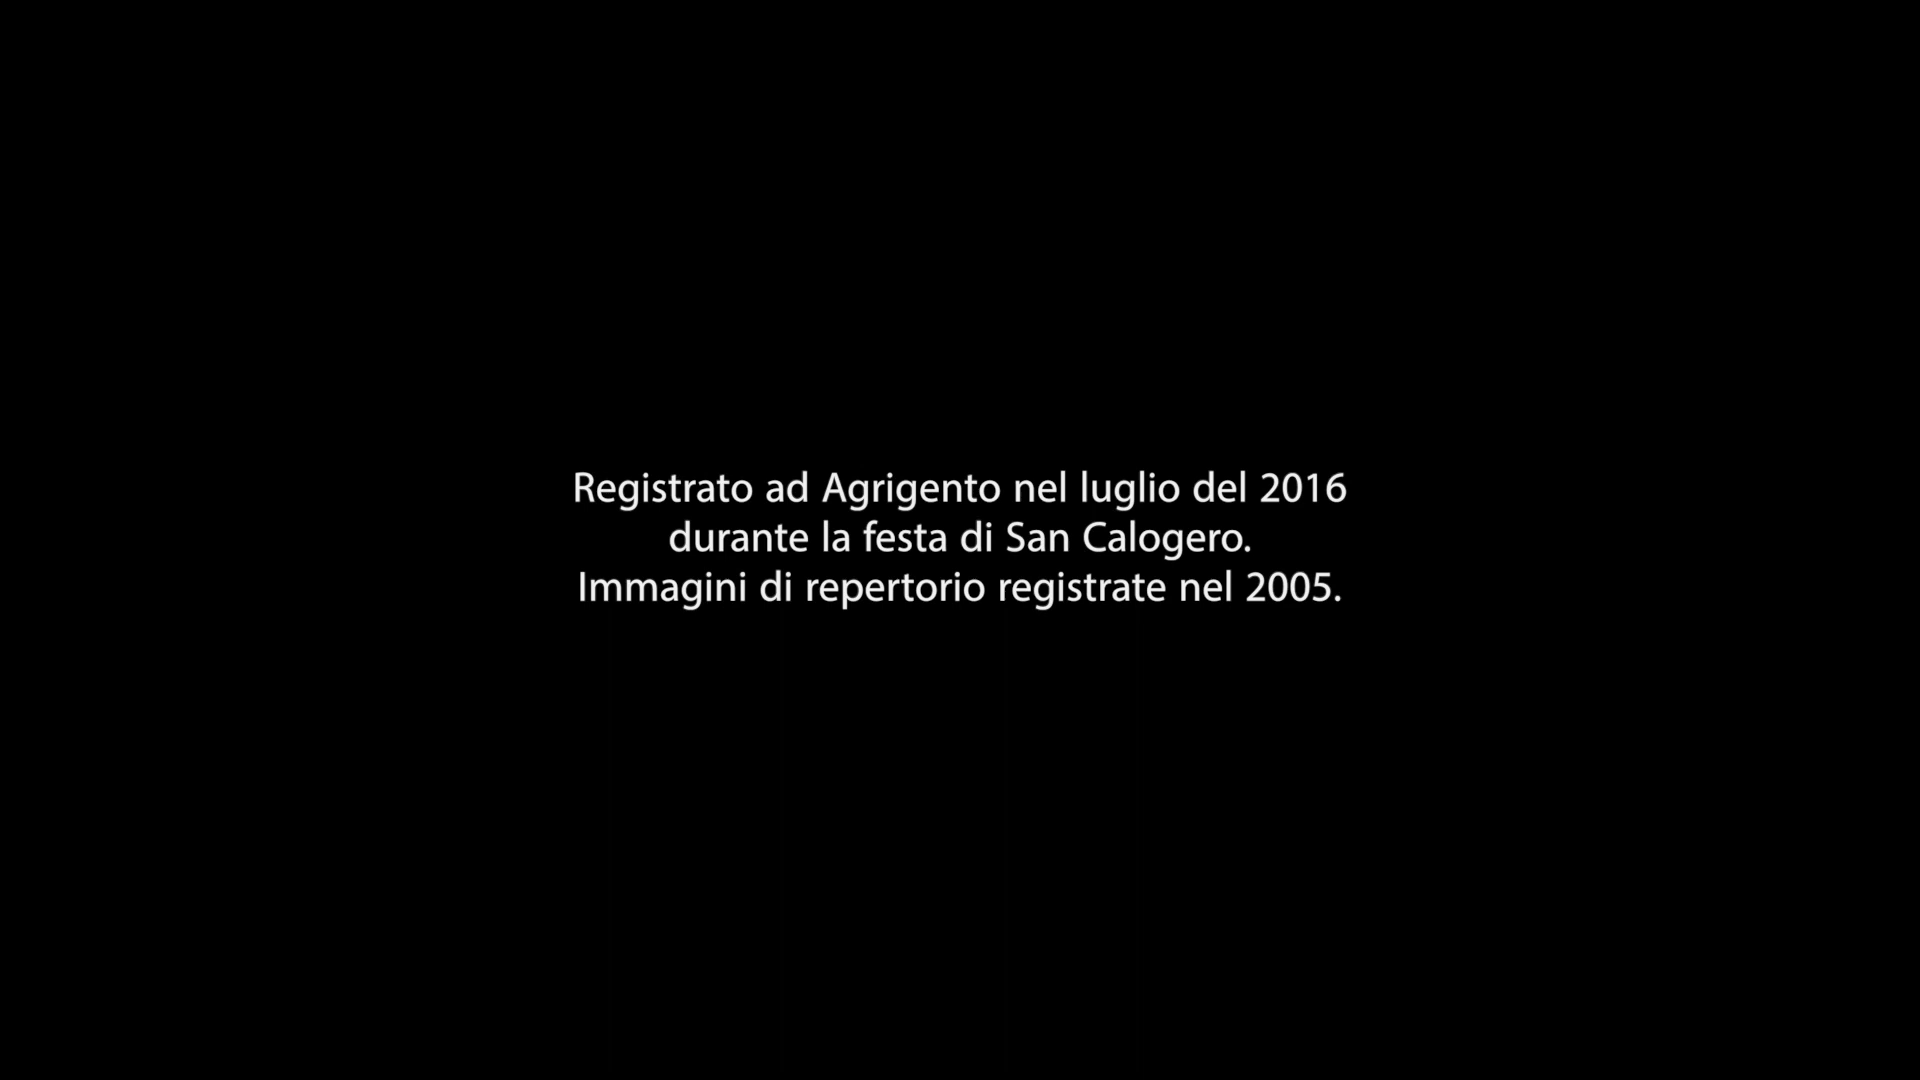 Registrato ad Agrigento nel luglio del 2016
durante la festa di San Calogero.
Immagini di repertorio registrate nel 2005.